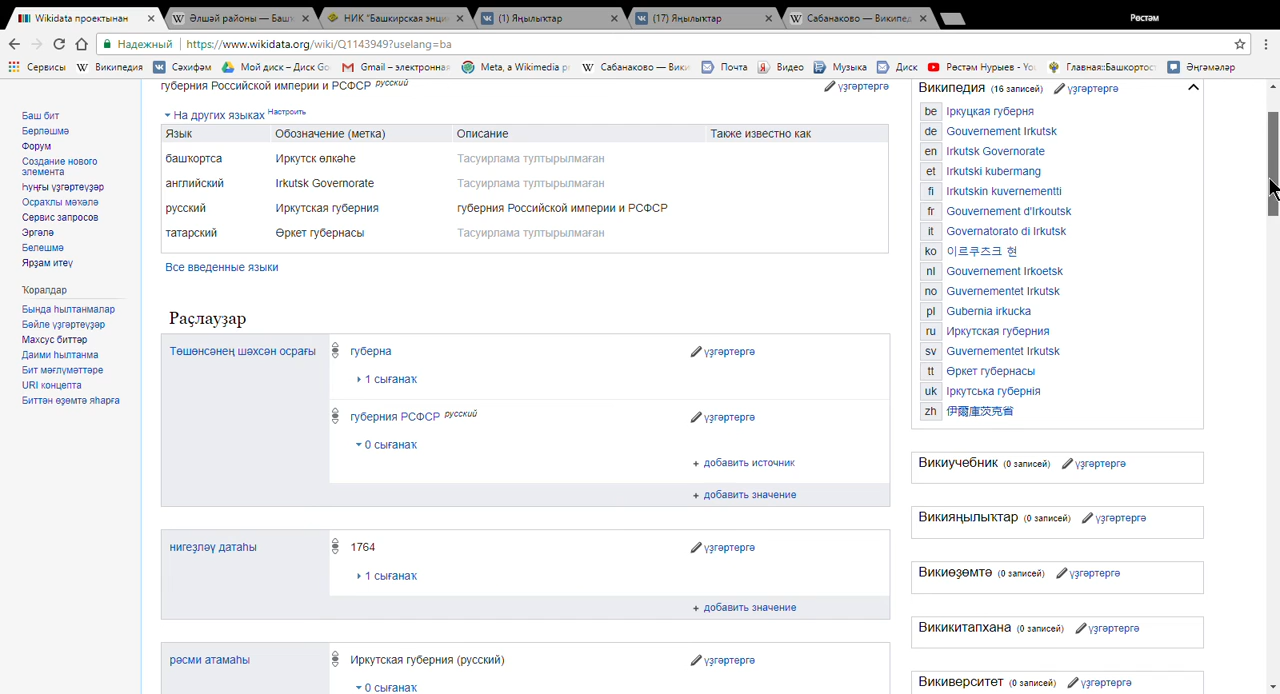 Wikidata проектынан
Әлшәй районы — Башҡ
НИК "Башкирская энци
(1) Яңылыҡтар
(17) Яңылыҡтар
Сабанаково — Википед
Рөстәм
Надежный
https://www.wikidata.org/wiki/Q1143949?uselang=ba
Сервисы
Википедия
Сәхифәм
Мой диск – Диск Go
Gmail – электронная
Meta, a Wikimedia pr
Сабанаково — Вики
Почта
Видео
Музыка
Диск
Рөстәм Нурыев - Yo
Главная::Башкортос
Әңгәмәләр
губерния Российской империи и РСФСР русский
үҙгәртергә
На других языках Настроить
Язык Обозначение (метка) Описание Также известно как
башҡортса Иркутск өлкәһе Тасуирлама тултырылмаған
английский Irkutsk Governorate Тасуирлама тултырылмаған
русский Иркутская губерния губерния Российской империи и РСФСР
татарский Өркет губернасы Тасуирлама тултырылмаған
Все введенные языки
Баш бит
Берләшмә
Форум
Создание нового
элемента
Һуңғы үҙгәртеүҙәр
Осраҡлы мәҡәлә
Сервис запросов
Эргәлә
Белешмә
Ярҙам итеү
Ҡоралдар
Бында һылтанмалар
Бәйле үҙгәртеүҙәр
Махсус биттәр
Даими һылтанма
Бит мәғлүмәттәре
URI концепта
Биттән өҙөмтә яһарға
Раҫлауҙар
Төшөнсәнең шәхсән осрағы
губерна
үҙгәртергә
1 сығанаҡ
губерния РСФСР русский
үҙгәртергә
0 сығанаҡ
+ добавить источник
+ добавить значение
нигеҙләү датаһы
1764
үҙгәртергә
1 сығанаҡ
+ добавить значение
рәсми атамаһы
Иркутская губерния (русский)
үҙгәртергә
0 сығанаҡ
Википедия (16 записей) үҙгәртергә
be Іркуцкая губерня
de Gouvernement Irkutsk
en Irkutsk Governorate
et Irkutski kubermang
fi Irkutskin kuvernementti
fr Gouvernement d'Irkoutsk
it Governatorato di Irkutsk
ko 이르쿠츠크 현
nl Gouvernement Irkoetsk
no Guvernementet Irkutsk
pl Gubernia irkucka
ru Иркутская губерния
sv Guvernementet Irkutsk
tt Өркет губернасы
uk Іркутська губернія
zh 伊爾庫茨克省
Викиучебник (0 записей) үҙгәртергә
Викияңылыҡтар (0 записей) үҙгәртергә
Викиөҙөмтә (0 записей) үҙгәртергә
Викикитапхана (0 записей) үҙгәртергә
Викиверситет (0 записей) үҙгәртергә